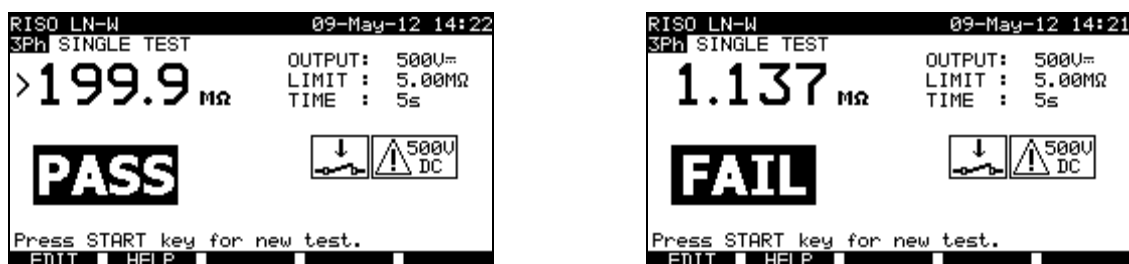 RISO LN-W 09-May-12 14:22
3Ph SINGLE TEST
>199.9 MΩ
OUTPUT: 500V⎓
LIMIT : 5.00MΩ
TIME : 5s
500V
DC
PASS
Press START key for new test.
EDIT HELP
RISO LN-W 09-May-12 14:21
3Ph SINGLE TEST
1.137 MΩ
OUTPUT: 500V⎓
LIMIT : 5.00MΩ
TIME : 5s
500V
DC
FAIL
Press START key for new test.
EDIT HELP